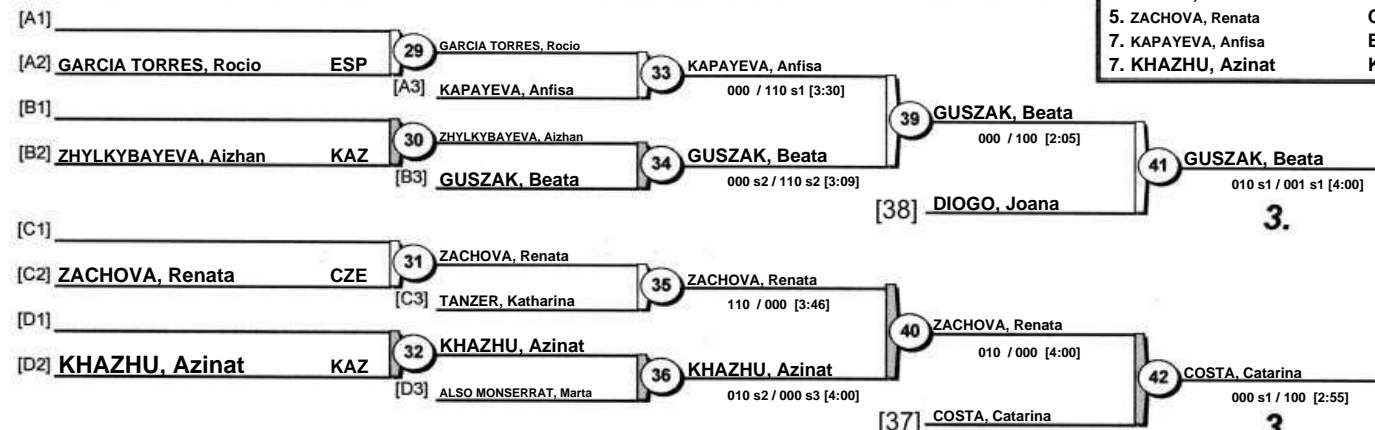 5. ZACHOVA, Renata
7. KAPAYEVA, Anfisa
7. KHAZHU, Azinat
[A1]
[A2] GARCIA TORRES, Rocio ESP
29
GARCIA TORRES, Rocio
[A3] KAPAYEVA, Anfisa
33
KAPAYEVA, Anfisa
000 / 110 s1 [3:30]
[B1]
[B2] ZHYLKYBAYEVA, Aizhan KAZ
30
ZHYLKYBAYEVA, Aizhan
[B3] GUSZAK, Beata
34
GUSZAK, Beata
000 s2 / 110 s2 [3:09]
39
GUSZAK, Beata
000 / 100 [2:05]
[38] DIOGO, Joana
41
GUSZAK, Beata
010 s1 / 001 s1 [4:00]
3.
[C1]
[C2] ZACHOVA, Renata CZE
31
ZACHOVA, Renata
[C3] TANZER, Katharina
35
ZACHOVA, Renata
110 / 000 [3:46]
[D1]
[D2] KHAZHU, Azinat KAZ
32
KHAZHU, Azinat
[D3] ALSO MONSERRAT, Marta
36
KHAZHU, Azinat
010 s2 / 000 s3 [4:00]
40
ZACHOVA, Renata
010 / 000 [4:00]
[37] COSTA, Catarina
42
COSTA, Catarina
000 s1 / 100 [2:55]
3